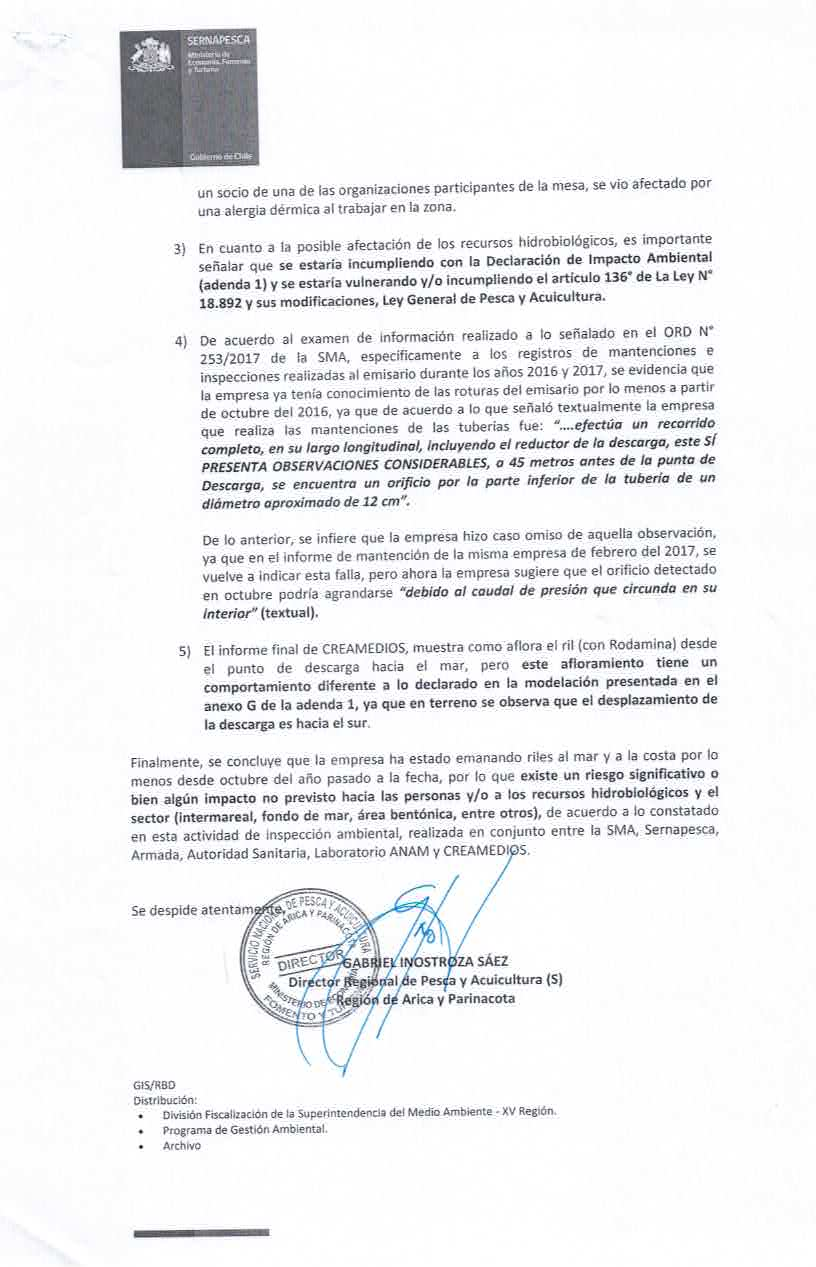 SERNAPESCA
Ministerio de
Economía, Fomento
y Turismo
Gobierno de Chile
un socio de una de las organizaciones participantes de la mesa, se vio afectado por
una alergia dérmica al trabajar en la zona.
3) En cuanto a la posible afectación de los recursos hidrobiológicos, es importante
señalar que se estaría incumpliendo con la Declaración de Impacto Ambiental
(adenda 1) y se estaría vulnerando y/o incumpliendo el artículo 136° de La Ley N°
18.892 y sus modificaciones, Ley General de Pesca y Acuicultura.
4) De acuerdo al examen de información realizado a lo señalado en el ORD N°
253/2017 de la SMA, específicamente a los registros de mantenciones e
inspecciones realizadas al emisario durante los años 2016 y 2017, se evidencia que
la empresa ya tenía conocimiento de las roturas del emisario por lo menos a partir
de octubre del 2016, ya que de acuerdo a lo que señaló textualmente la empresa
que realiza las mantenciones de las tuberías fue: "....efectúa un recorrido
completo, en su largo longitudinal, incluyendo el reductor de la descarga, este SÍ
PRESENTA OBSERVACIONES CONSIDERABLES, a 45 metros antes de la punta de
Descarga, se encuentra un orificio por la parte inferior de la tubería de un
diámetro aproximado de 12 cm".
De lo anterior, se infiere que la empresa hizo caso omiso de aquella observación,
ya que en el informe de mantención de la misma empresa de febrero del 2017, se
vuelve a indicar esta falla, pero ahora la empresa sugiere que el orificio detectado
en octubre podría agrandarse "debido al caudal de presión que circunda en su
interior" (textual).
5) El informe final de CREAMEDIOS, muestra como aflora el ril (con Rodamina) desde
el punto de descarga hacia el mar, pero este afloramiento tiene un
comportamiento diferente a lo declarado en la modelación presentada en el
anexo G de la adenda 1, ya que en terreno se observa que el desplazamiento de
la descarga es hacia el sur.
Finalmente, se concluye que la empresa ha estado emanando riles al mar y a la costa por lo
menos desde octubre del año pasado a la fecha, por lo que existe un riesgo significativo o
bien algún impacto no previsto hacia las personas y/o a los recursos hidrobiológicos y el
sector (intermareal, fondo de mar, área bentónica, entre otros), de acuerdo a lo constatado
en esta actividad de inspección ambiental, realizada en conjunto entre la SMA, Sernapesca,
Armada, Autoridad Sanitaria, Laboratorio ANAM y CREAMEDIOS.
Se despide atentamente,
SERVICIO NACIONAL DE PESCA Y ACUICULTURA
REGIÓN DE ARICA Y PARINACOTA
DIRECTOR
MINISTERIO DE ECONOMÍA
FOMENTO Y TURISMO
GABRIEL INOSTROZA SÁEZ
Director Regional de Pesca y Acuicultura (S)
Región de Arica y Parinacota
GIS/RBD
Distribución:
• División Fiscalización de la Superintendencia del Medio Ambiente - XV Región.
• Programa de Gestión Ambiental.
• Archivo